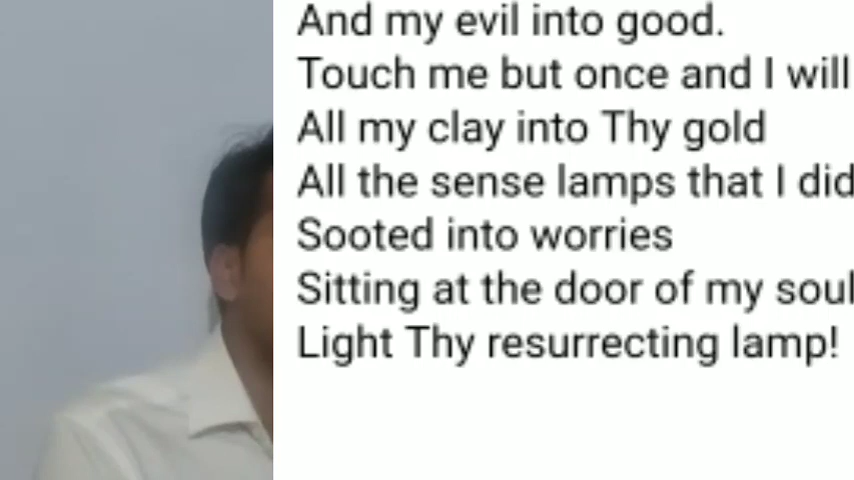 And my evil into good.
Touch me but once and I will
All my clay into Thy gold
All the sense lamps that I did
Sooted into worries
Sitting at the door of my soul
Light Thy resurrecting lamp!